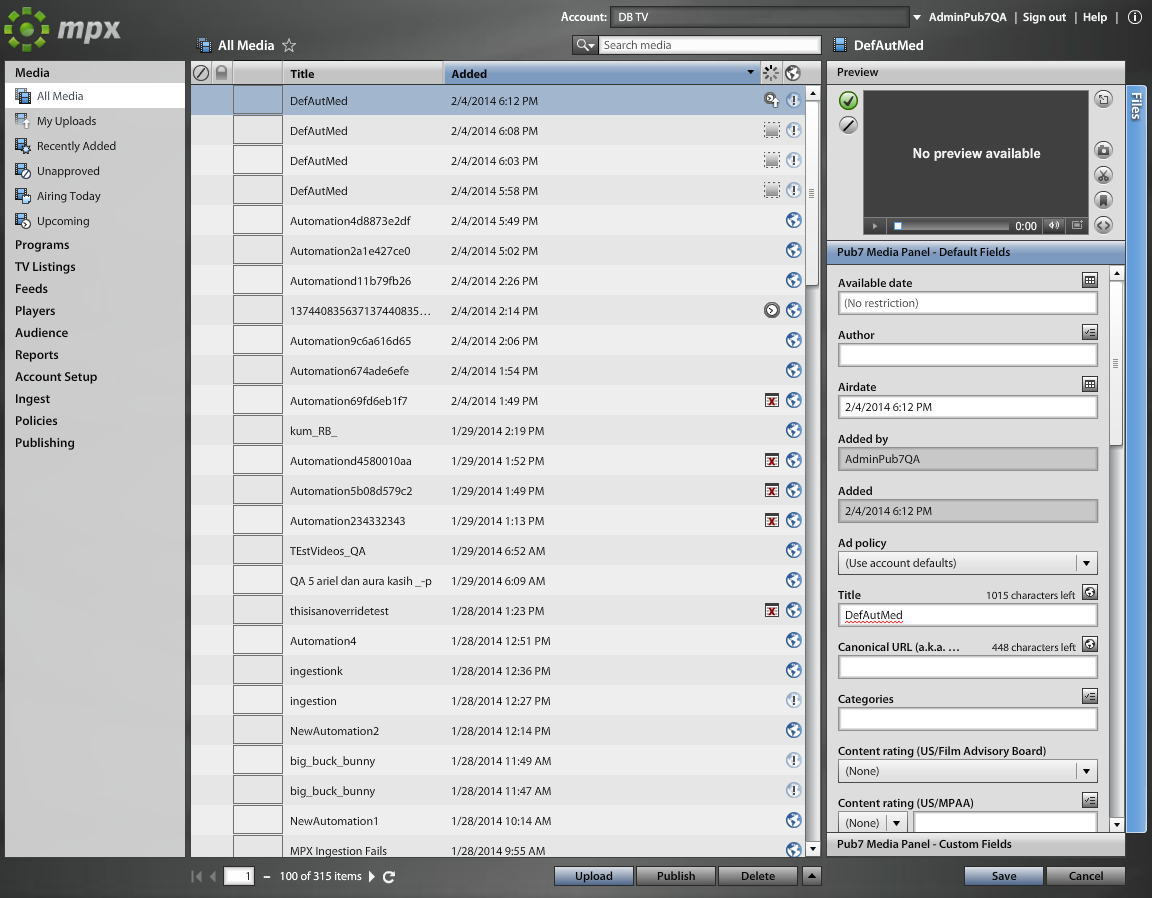 mpx
Account: DB TV AdminPub7QA | Sign out | Help |
All Media Search media
DefAutMed
Media
All Media
My Uploads
Recently Added
Unapproved
Airing Today
Upcoming
Programs
TV Listings
Feeds
Players
Audience
Reports
Account Setup
Ingest
Policies
Publishing
Title Added
DefAutMed 2/4/2014 6:12 PM
DefAutMed 2/4/2014 6:08 PM
DefAutMed 2/4/2014 6:03 PM
DefAutMed 2/4/2014 5:58 PM
Automation4d8873e2df 2/4/2014 5:49 PM
Automation2a1e427ce0 2/4/2014 5:02 PM
Automationd11b79fb26 2/4/2014 2:26 PM
137440835637137440835... 2/4/2014 2:14 PM
Automation9c6a616d65 2/4/2014 2:06 PM
Automation674ade6efe 2/4/2014 1:54 PM
Automation69fd6eb1f7 2/4/2014 1:49 PM
kum_RB_ 1/29/2014 2:19 PM
Automationd4580010aa 1/29/2014 1:52 PM
Automation5b08d579c2 1/29/2014 1:49 PM
Automation234332343 1/29/2014 1:13 PM
TEstVideos_QA 1/29/2014 6:52 AM
QA 5 ariel dan aura kasih _-p 1/29/2014 6:09 AM
thisisanoverridetest 1/28/2014 1:23 PM
Automation4 1/28/2014 12:51 PM
ingestionk 1/28/2014 12:36 PM
ingestion 1/28/2014 12:27 PM
NewAutomation2 1/28/2014 12:14 PM
big_buck_bunny 1/28/2014 11:49 AM
big_buck_bunny 1/28/2014 11:47 AM
NewAutomation1 1/28/2014 10:14 AM
MPX Ingestion Fails 1/28/2014 9:55 AM
1 – 100 of 315 items
Upload Publish Delete
Preview
No preview available
0:00
Files
Pub7 Media Panel - Default Fields
Available date
(No restriction)
Author
Airdate
2/4/2014 6:12 PM
Added by
AdminPub7QA
Added
2/4/2014 6:12 PM
Ad policy
(Use account defaults)
Title 1015 characters left
DefAutMed
Canonical URL (a.k.a. ... 448 characters left
Categories
Content rating (US/Film Advisory Board)
(None)
Content rating (US/MPAA)
(None)
Pub7 Media Panel - Custom Fields
Save Cancel